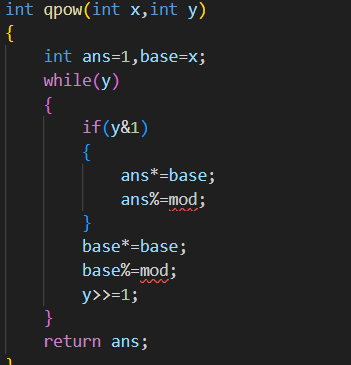 int qpow(int x,int y)
{
    int ans=1,base=x;
    while(y)
    {
        if(y&1)
        {
            ans*=base;
            ans%=mod;
        }
        base*=base;
        base%=mod;
        y>>=1;
    }
    return ans;
}